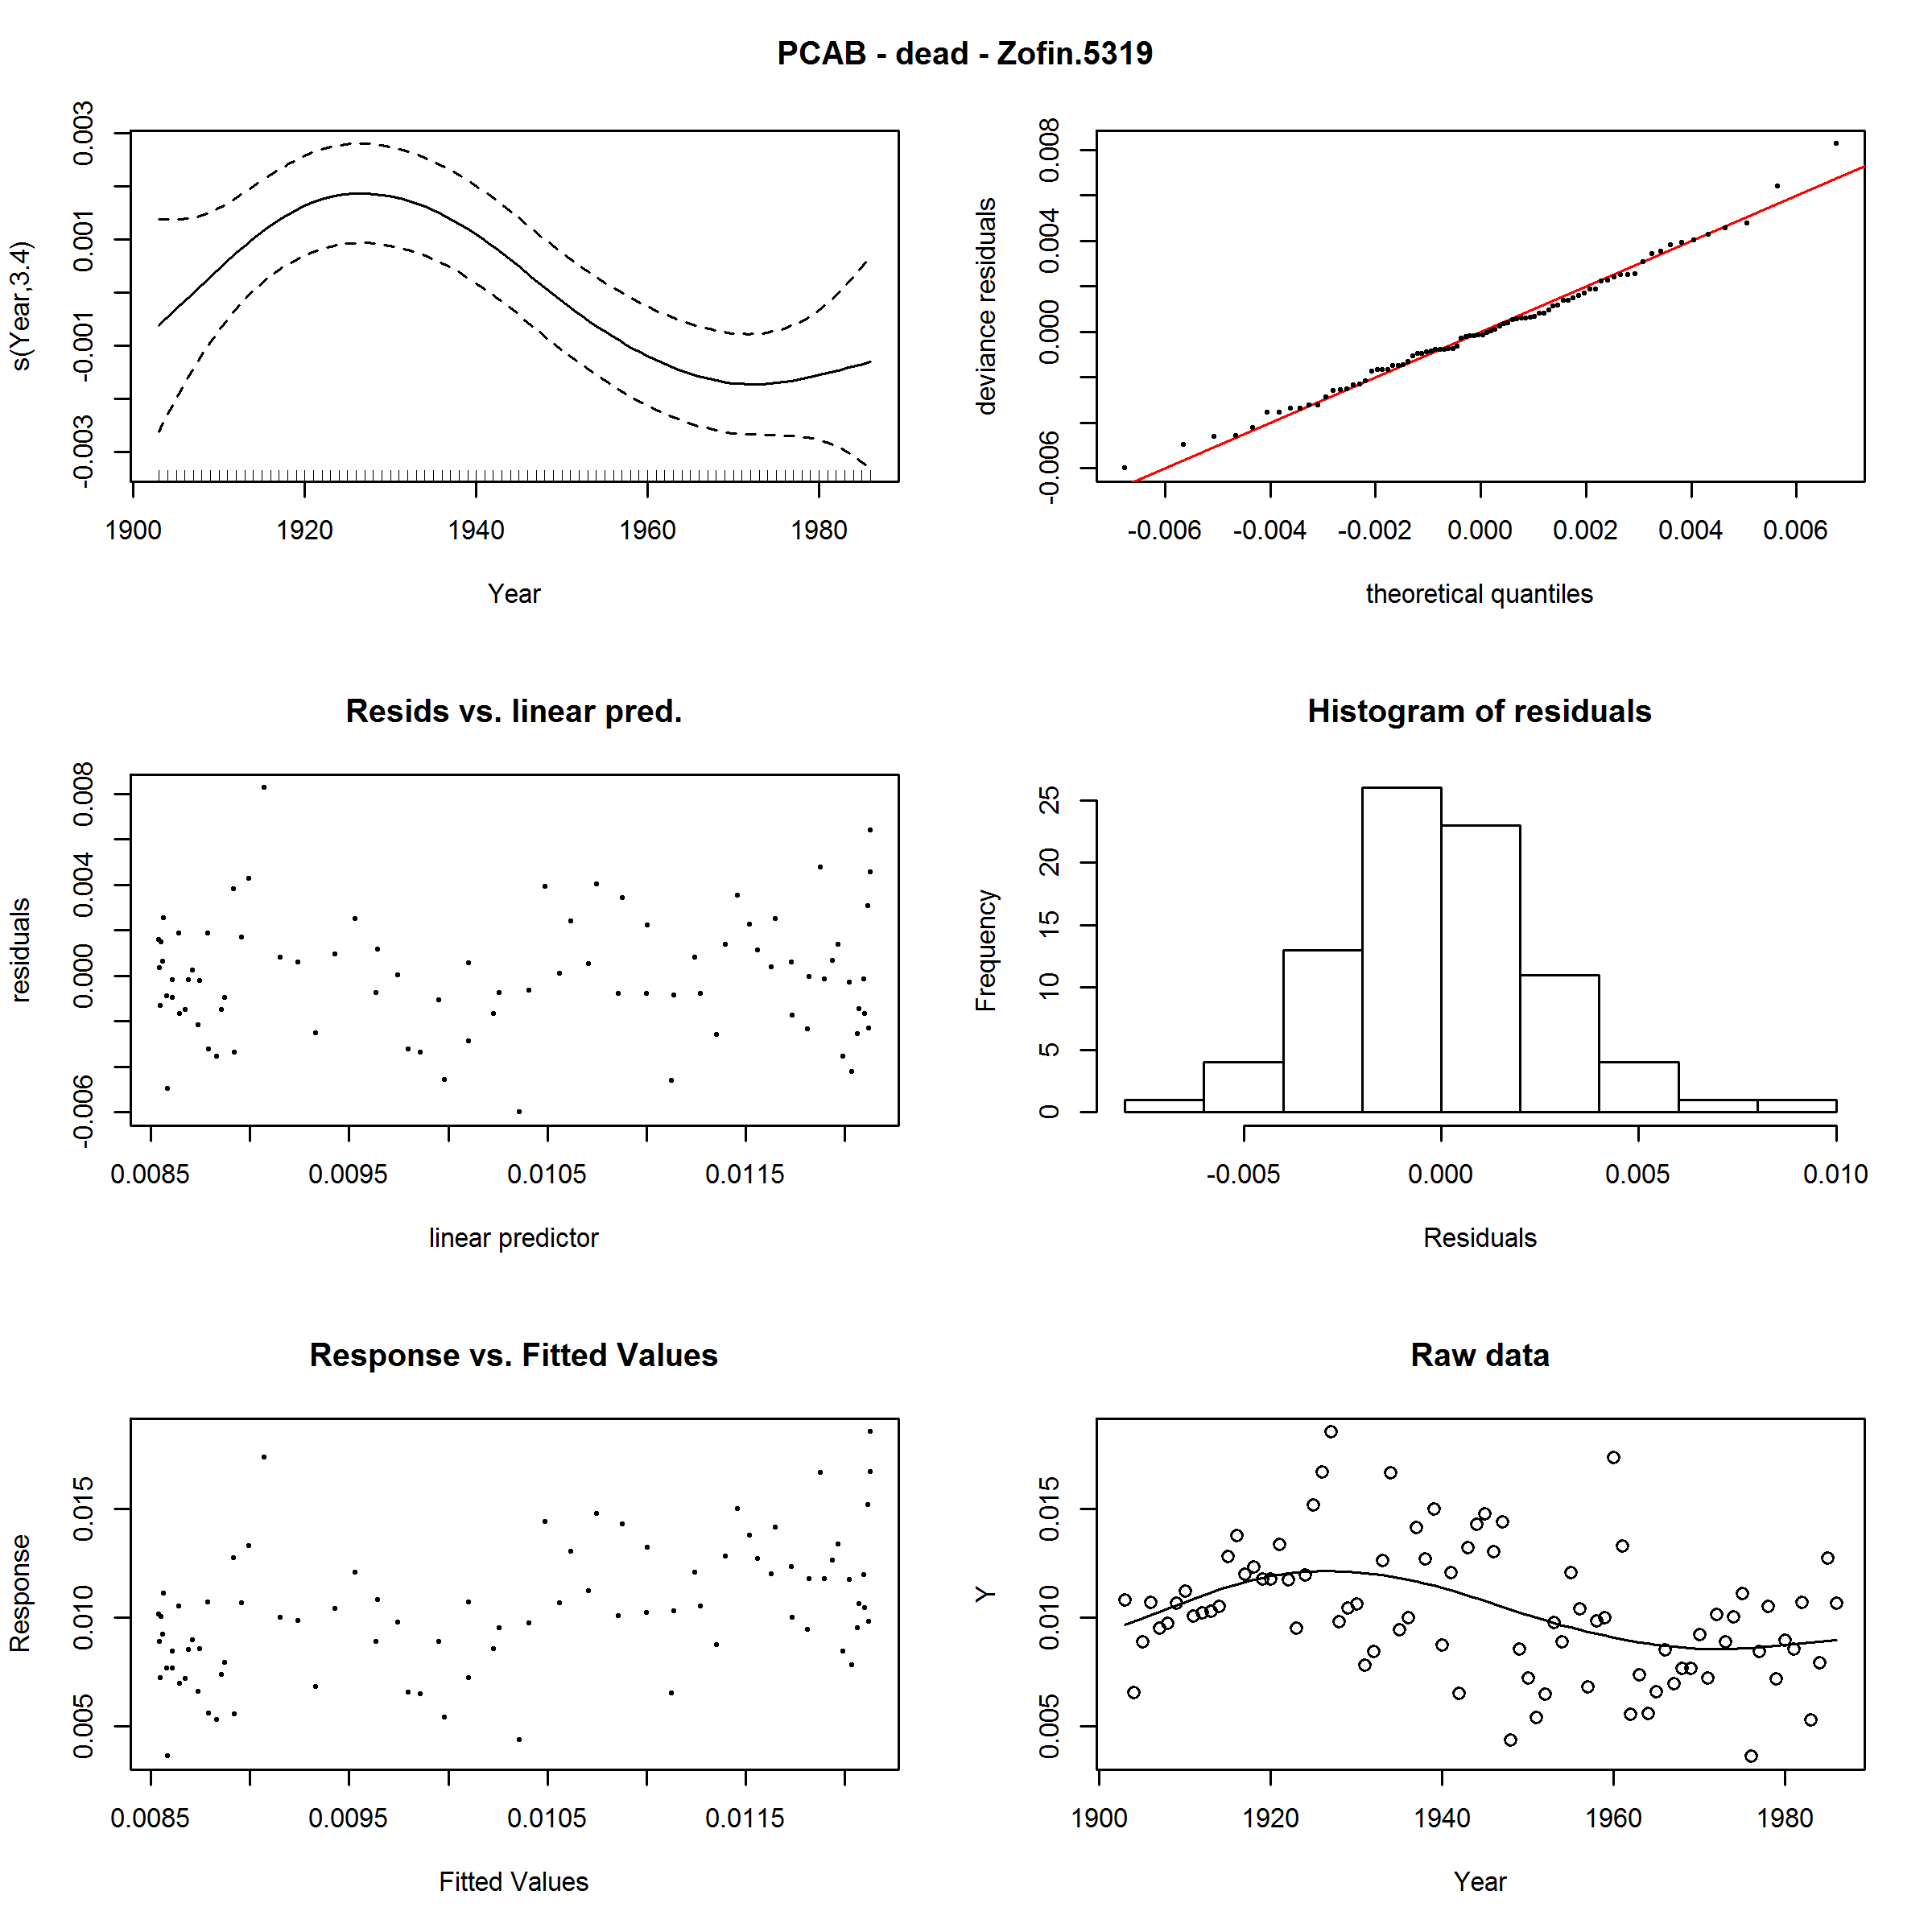 PCAB - dead - Zofin.5319
s(Year,3.4)
-0.003 -0.001 0.001 0.003
1900 1920 1940 1960 1980
Year
deviance residuals
-0.006 0.000 0.004 0.008
-0.006 -0.004 -0.002 0.000 0.002 0.004 0.006
theoretical quantiles
Resids vs. linear pred.
residuals
-0.006 0.000 0.004 0.008
0.0085 0.0095 0.0105 0.0115
linear predictor
Histogram of residuals
Frequency
0 5 10 15 20 25
-0.005 0.000 0.005 0.010
Residuals
Response vs. Fitted Values
Response
0.005 0.010 0.015
0.0085 0.0095 0.0105 0.0115
Fitted Values
Raw data
Y
0.005 0.010 0.015
1900 1920 1940 1960 1980
Year